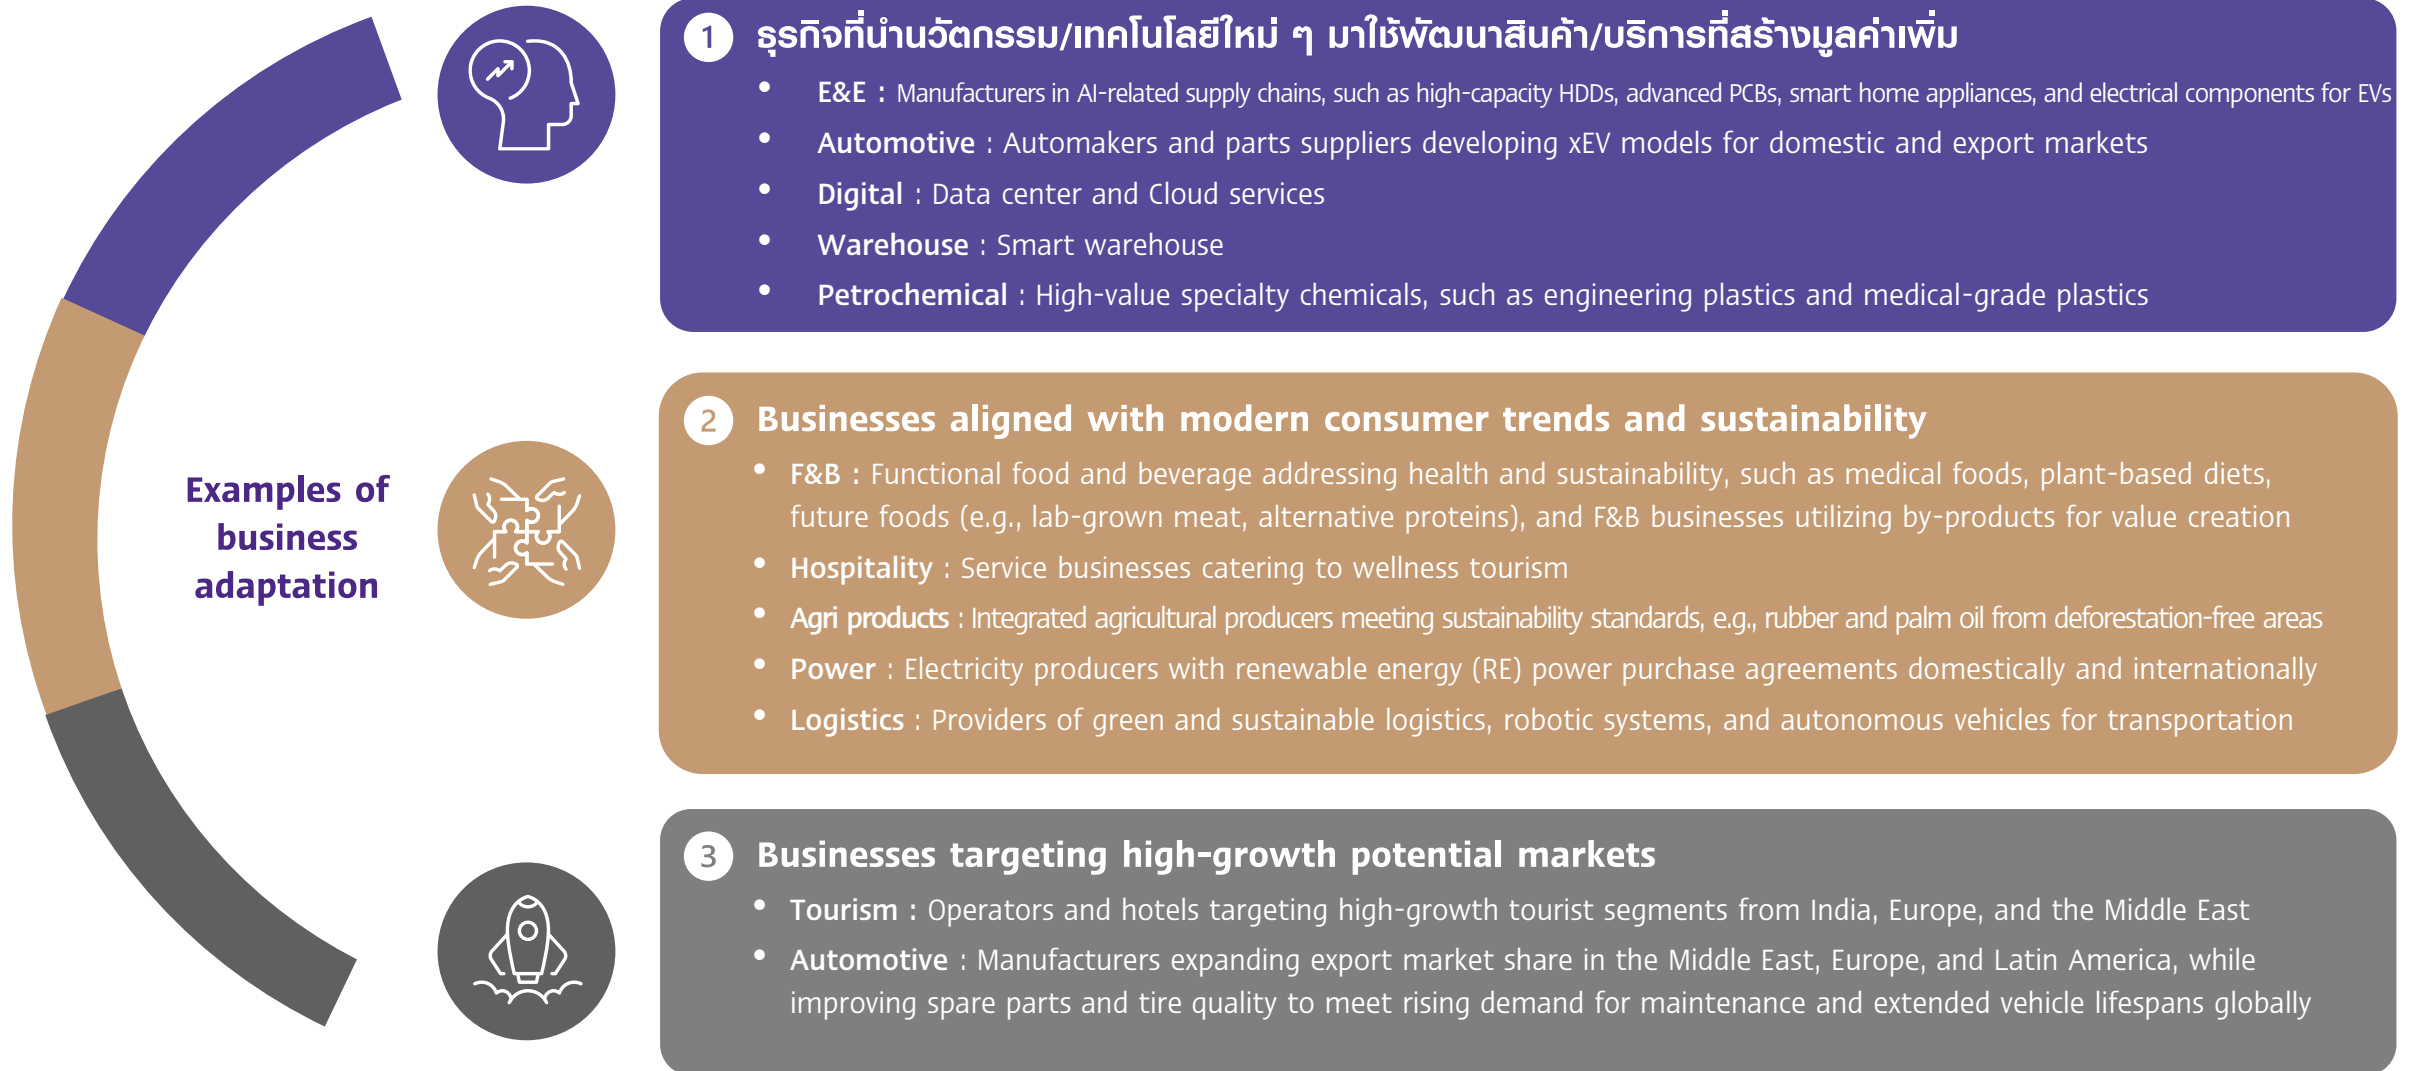 Examples of
business
adaptation
1 ธุรกิจที่นำนวัตกรรม/เทคโนโลยีใหม่ ๆ มาใช้พัฒนาสินค้า/บริการที่สร้างมูลค่าเพิ่ม
• E&E : Manufacturers in AI-related supply chains, such as high-capacity HDDs, advanced PCBs, smart home appliances, and electrical components for EVs
• Automotive : Automakers and parts suppliers developing xEV models for domestic and export markets
• Digital : Data center and Cloud services
• Warehouse : Smart warehouse
• Petrochemical : High-value specialty chemicals, such as engineering plastics and medical-grade plastics
2 Businesses aligned with modern consumer trends and sustainability
• F&B : Functional food and beverage addressing health and sustainability, such as medical foods, plant-based diets,
future foods (e.g., lab-grown meat, alternative proteins), and F&B businesses utilizing by-products for value creation
• Hospitality : Service businesses catering to wellness tourism
• Agri products : Integrated agricultural producers meeting sustainability standards, e.g., rubber and palm oil from deforestation-free areas
• Power : Electricity producers with renewable energy (RE) power purchase agreements domestically and internationally
• Logistics : Providers of green and sustainable logistics, robotic systems, and autonomous vehicles for transportation
3 Businesses targeting high-growth potential markets
• Tourism : Operators and hotels targeting high-growth tourist segments from India, Europe, and the Middle East
• Automotive : Manufacturers expanding export market share in the Middle East, Europe, and Latin America, while
improving spare parts and tire quality to meet rising demand for maintenance and extended vehicle lifespans globally